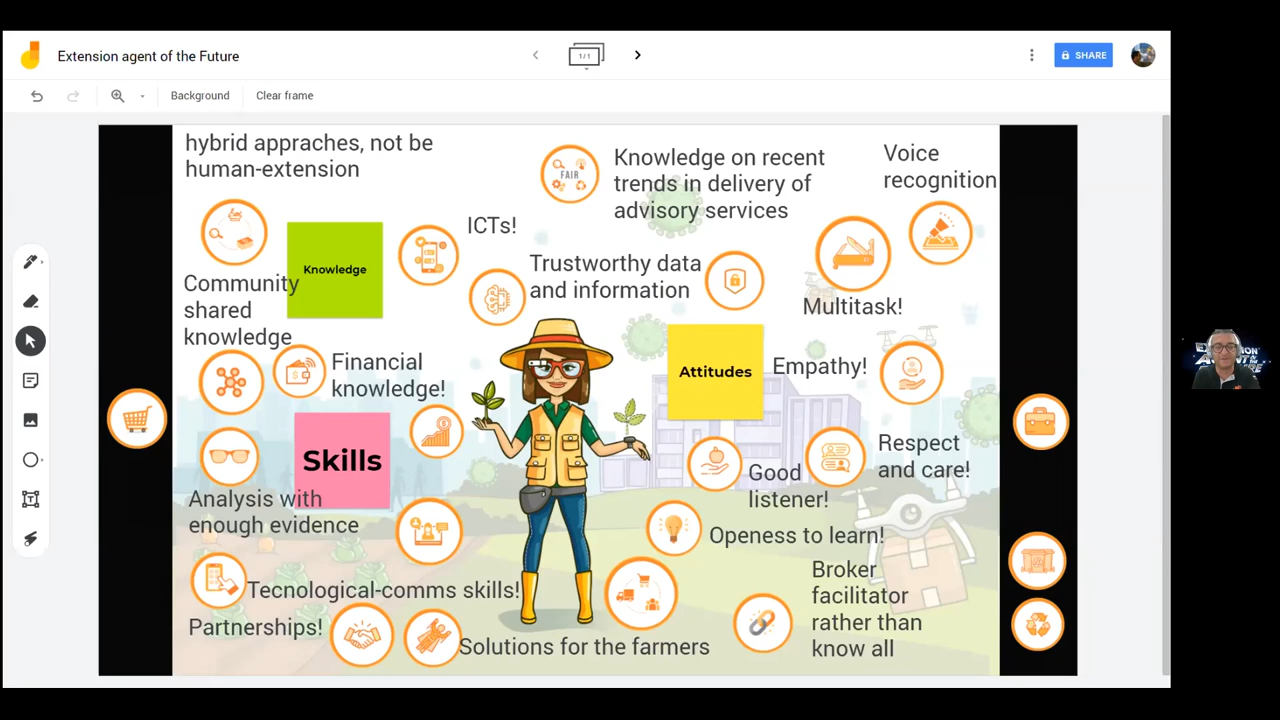 Extension agent of the Future
1/1
SHARE
Background
Clear frame
hybrid appraches, not be
human-extension
FAIR
Knowledge on recent
trends in delivery of
advisory services
Voice
recognition
ICTs!
Knowledge
Trustworthy data
and information
Community
shared
knowledge
Multitask!
Financial
knowledge!
Attitudes
Empathy!
Skills
Respect
and care!
Good
listener!
Analysis with
enough evidence
Openess to learn!
Broker
facilitator
rather than
know all
Tecnological-comms skills!
Partnerships!
Solutions for the farmers